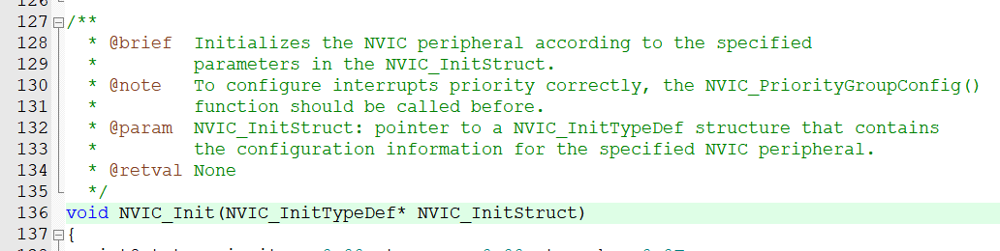 127 /**
128   * @brief  Initializes the NVIC peripheral according to the specified
129   *         parameters in the NVIC_InitStruct.
130   * @note   To configure interrupts priority correctly, the NVIC_PriorityGroupConfig()
131   *         function should be called before.
132   * @param  NVIC_InitStruct: pointer to a NVIC_InitTypeDef structure that contains
133   *         the configuration information for the specified NVIC peripheral.
134   * @retval None
135   */
136 void NVIC_Init(NVIC_InitTypeDef* NVIC_InitStruct)
137 {